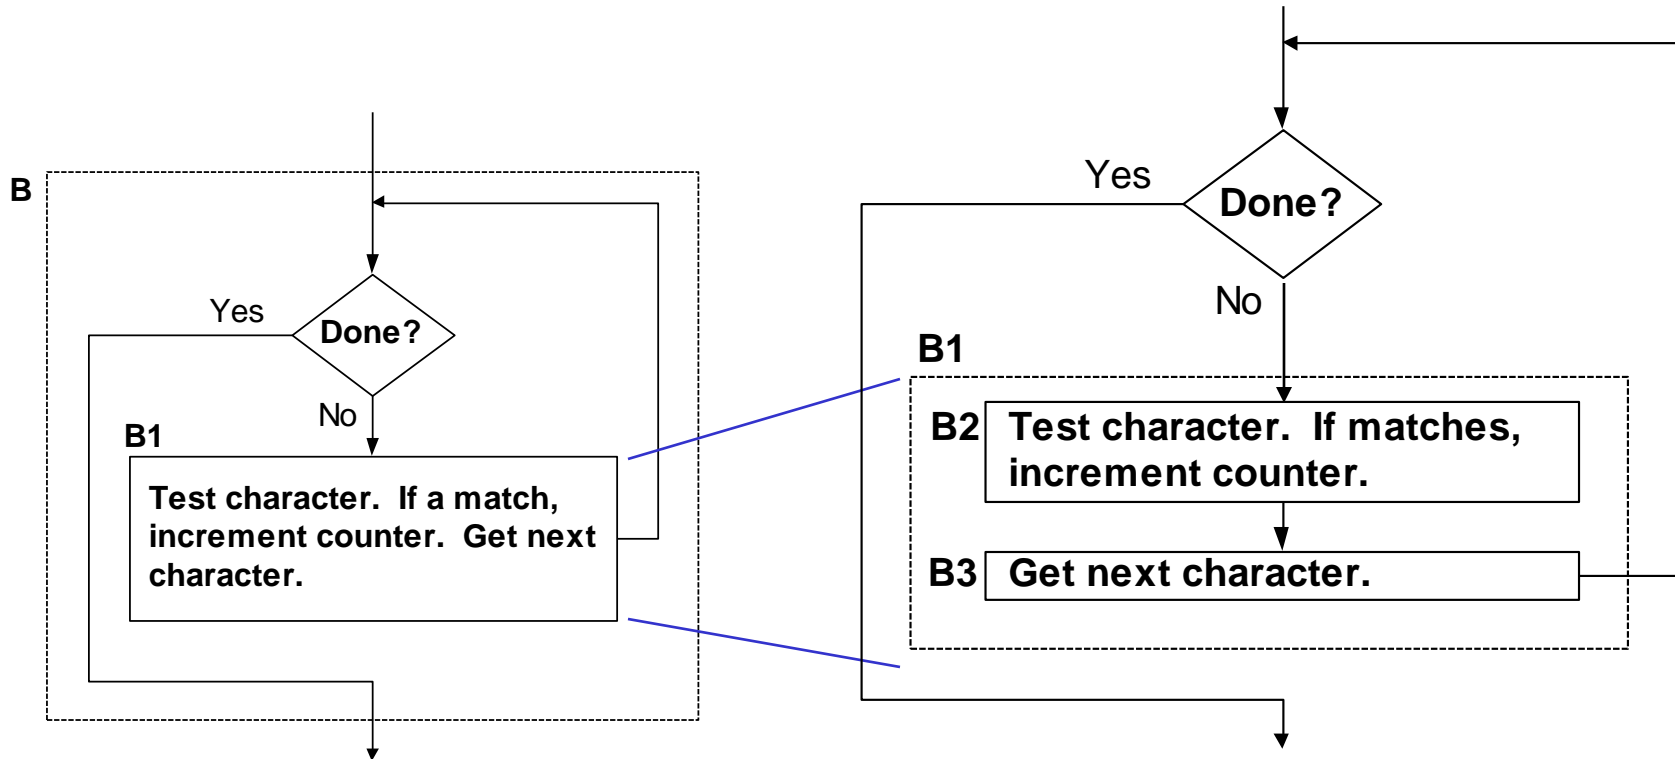 B
Yes
Done?
No
B1
Test character. If a match,
increment counter. Get next
character.
Yes
Done?
No
B1
B2
Test character. If matches,
increment counter.
B3
Get next character.